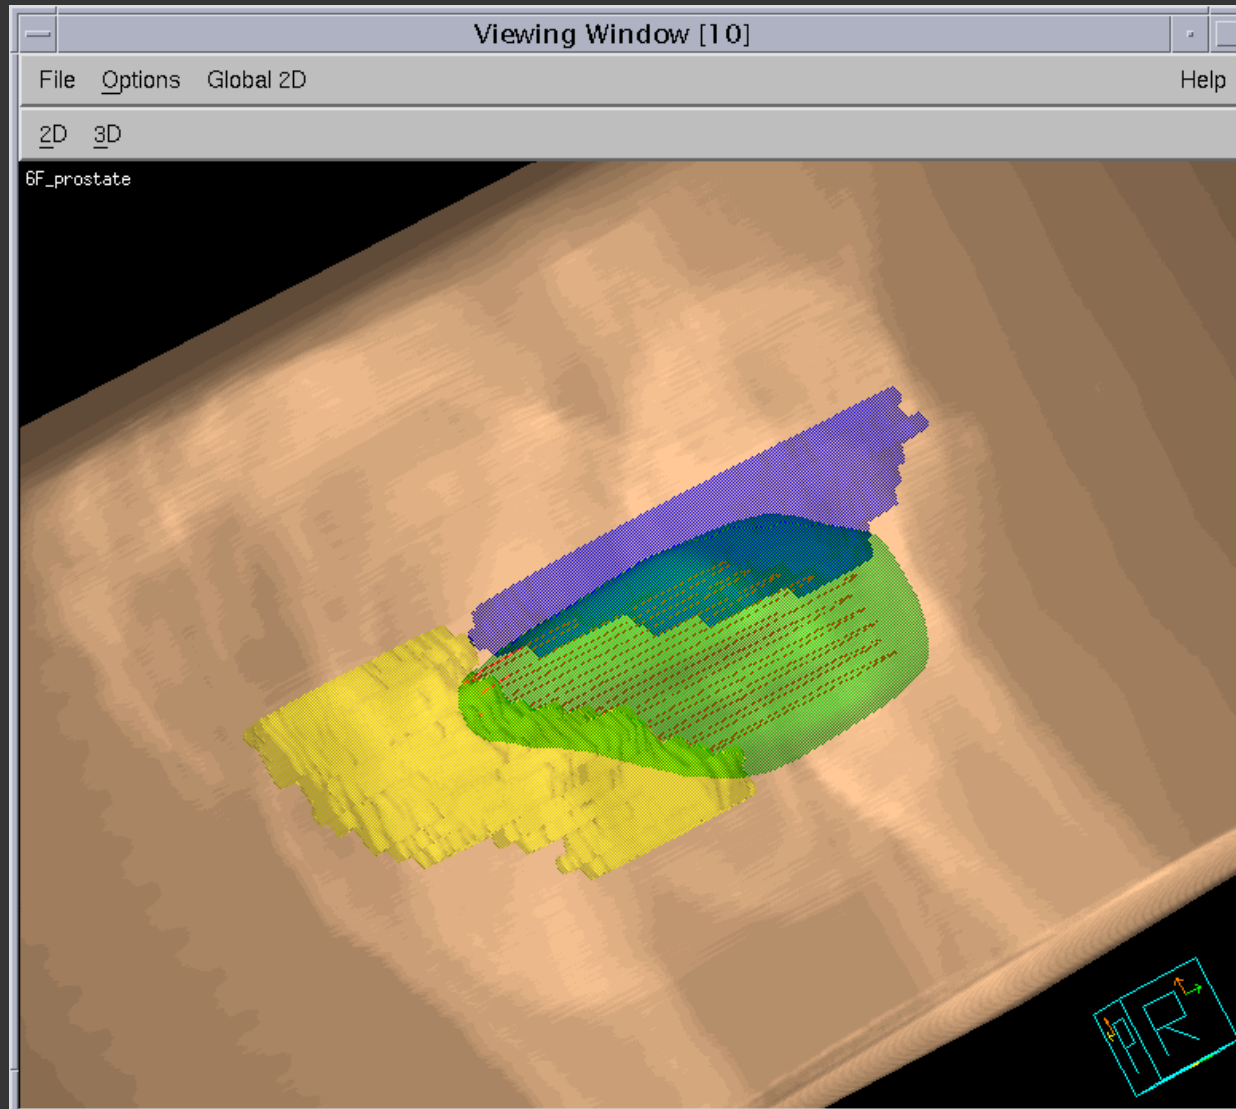 Viewing Window [10]
File Options Global 2D Help
2D 3D
6F_prostate
R